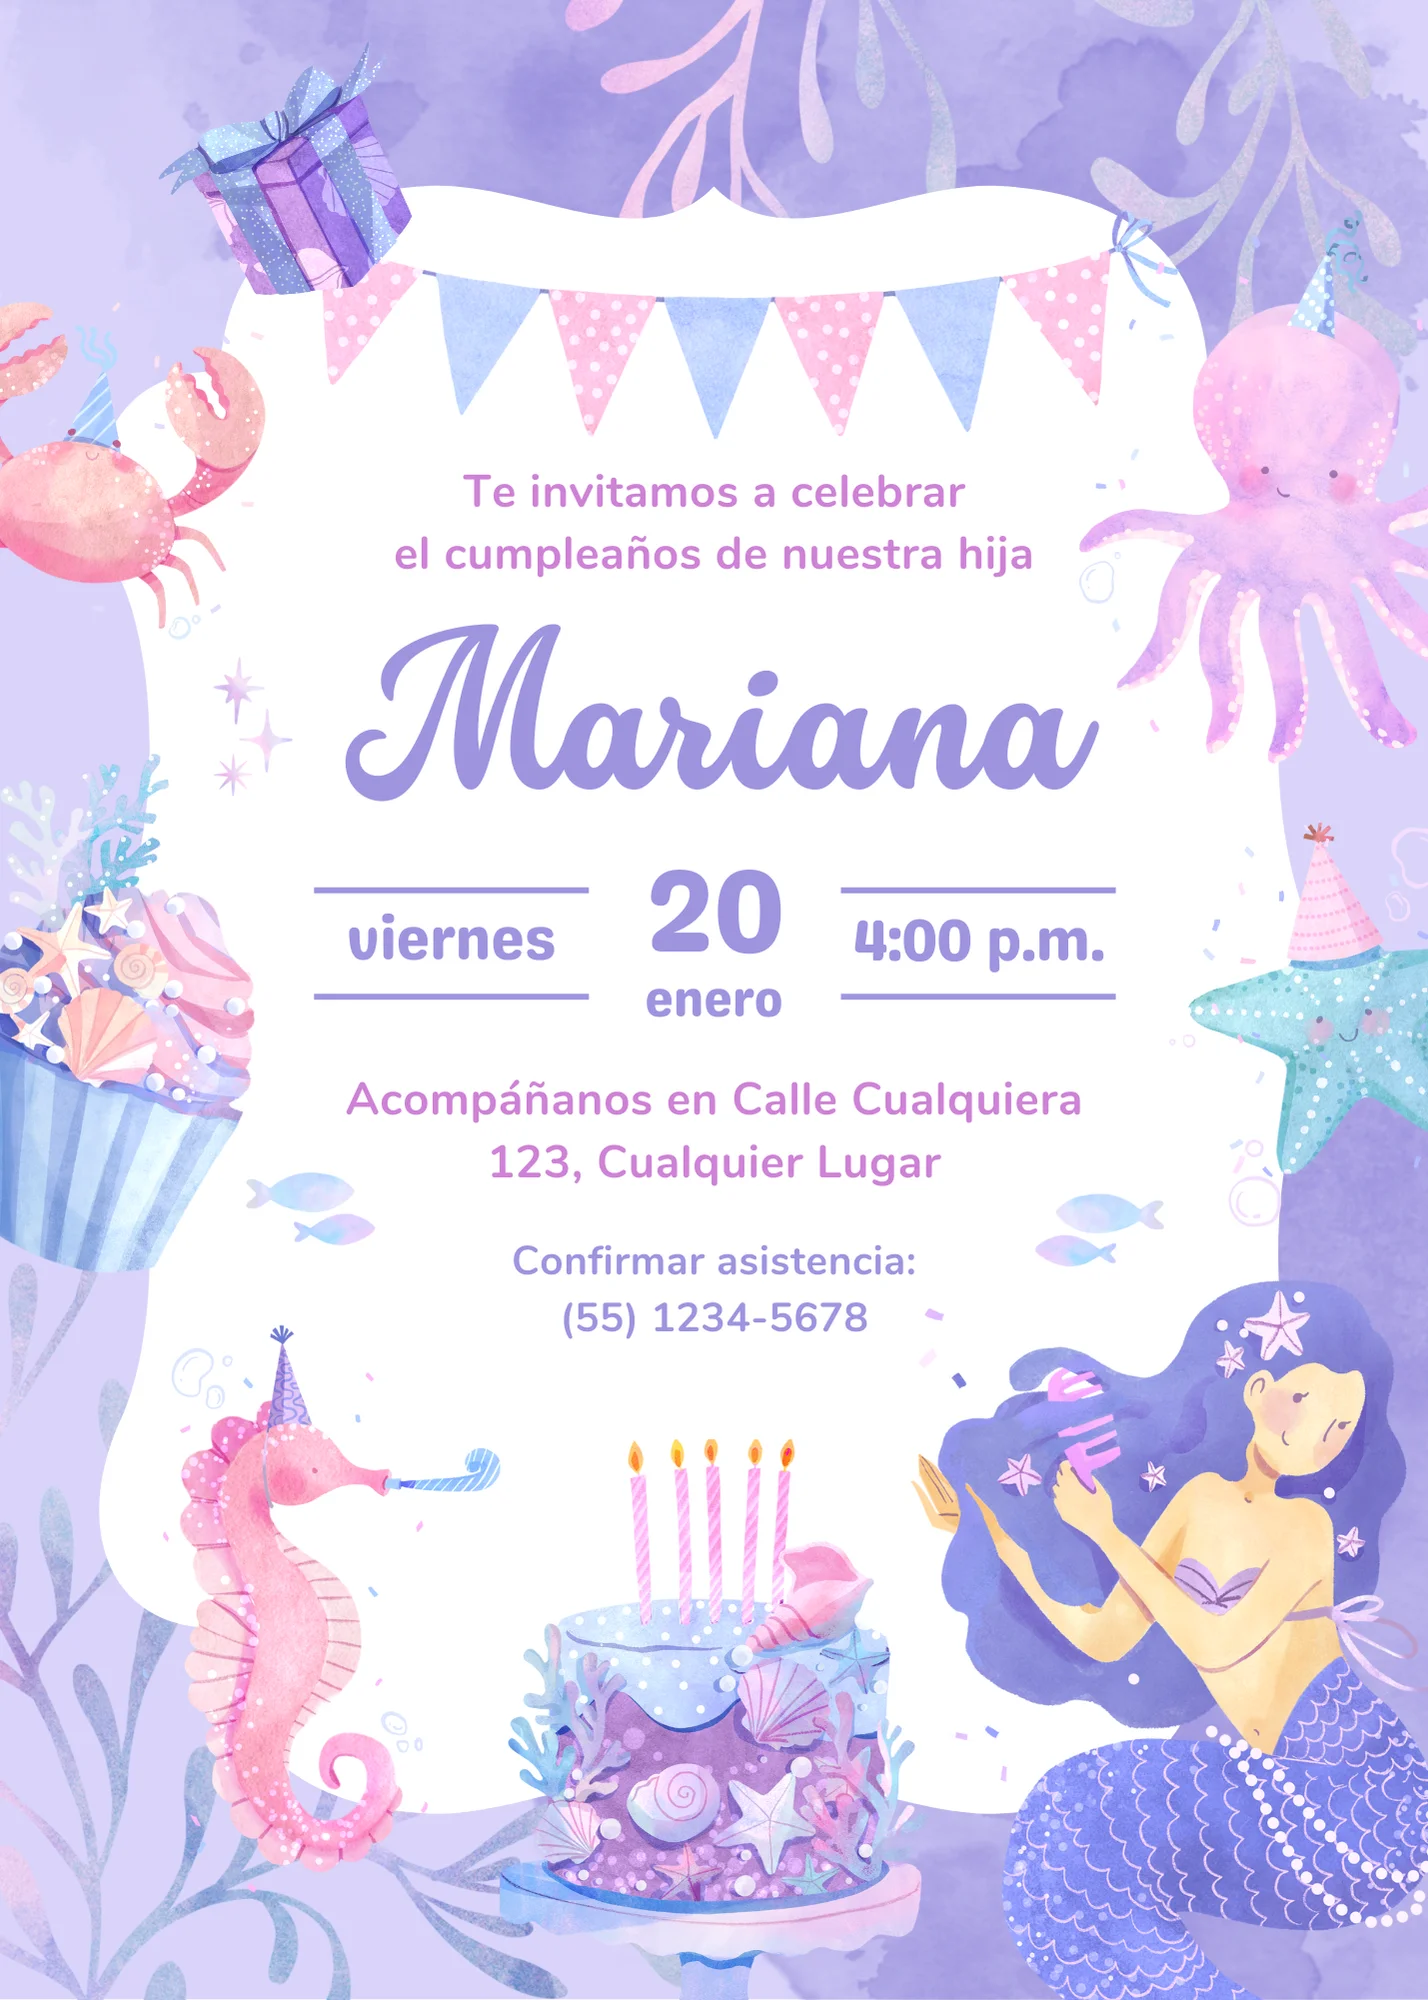 Te invitamos a celebrar
el cumpleaños de nuestra hija
Mariana
viernes
20
enero
4:00 p.m.
Acompáñanos en Calle Cualquiera
123, Cualquier Lugar
Confirmar asistencia:
(55) 1234-5678